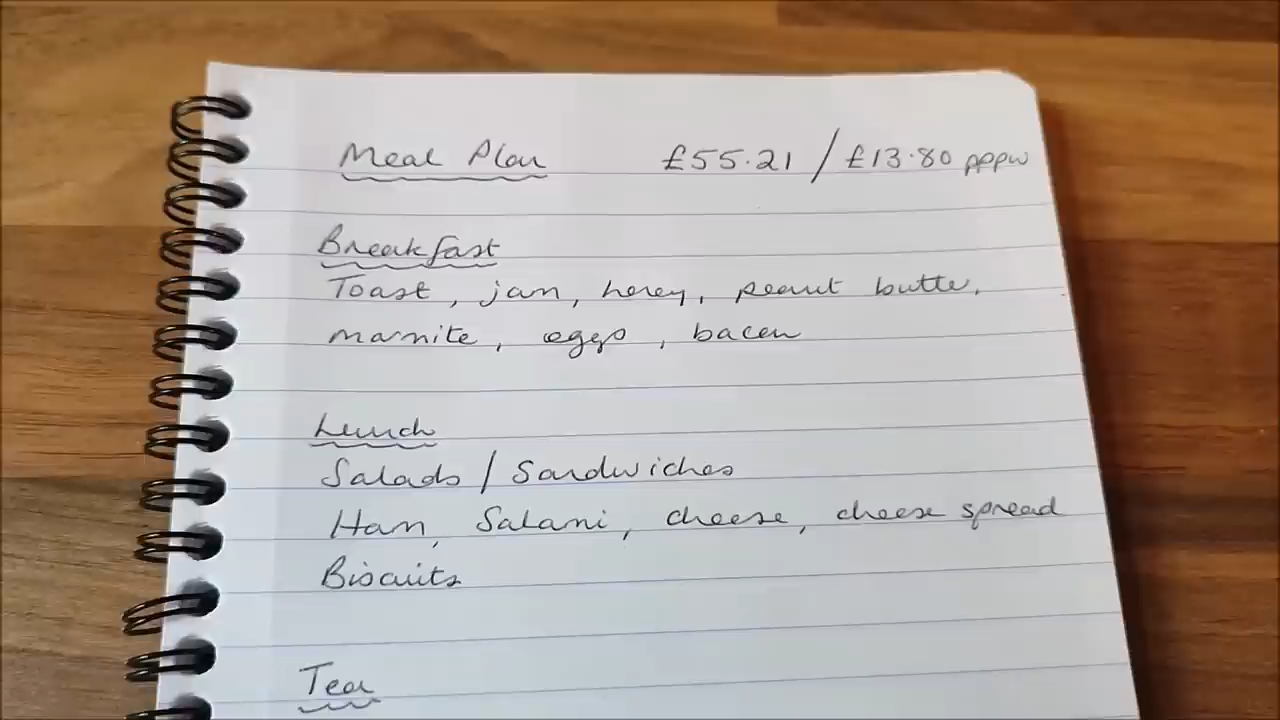 Meal Plan £55.21 / £13.80 pppw
Breakfast
Toast, jam, honey, peanut butter,
marmite, eggs, bacon
Lunch
Salads / Sandwiches
Ham, Salami, cheese, cheese spread
Biscuits
Tea